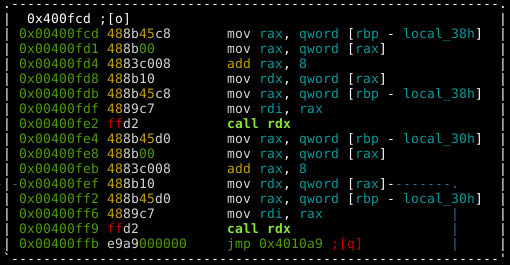 0x400fcd ;[o]
0x00400fcd 488b45c8 mov rax, qword [rbp - local_38h]
0x00400fd1 488b00 mov rax, qword [rax]
0x00400fd4 4883c008 add rax, 8
0x00400fd8 488b10 mov rdx, qword [rax]
0x00400fdb 488b45c8 mov rax, qword [rbp - local_38h]
0x00400fdf 4889c7 mov rdi, rax
0x00400fe2 ffd2 call rdx
0x00400fe4 488b45d0 mov rax, qword [rbp - local_30h]
0x00400fe8 488b00 mov rax, qword [rax]
0x00400feb 4883c008 add rax, 8
0x00400fef 488b10 mov rdx, qword [rax]
0x00400ff2 488b45d0 mov rax, qword [rbp - local_30h]
0x00400ff6 4889c7 mov rdi, rax
0x00400ff9 ffd2 call rdx
0x00400ffb e9a9000000 jmp 0x4010a9 ;[q]